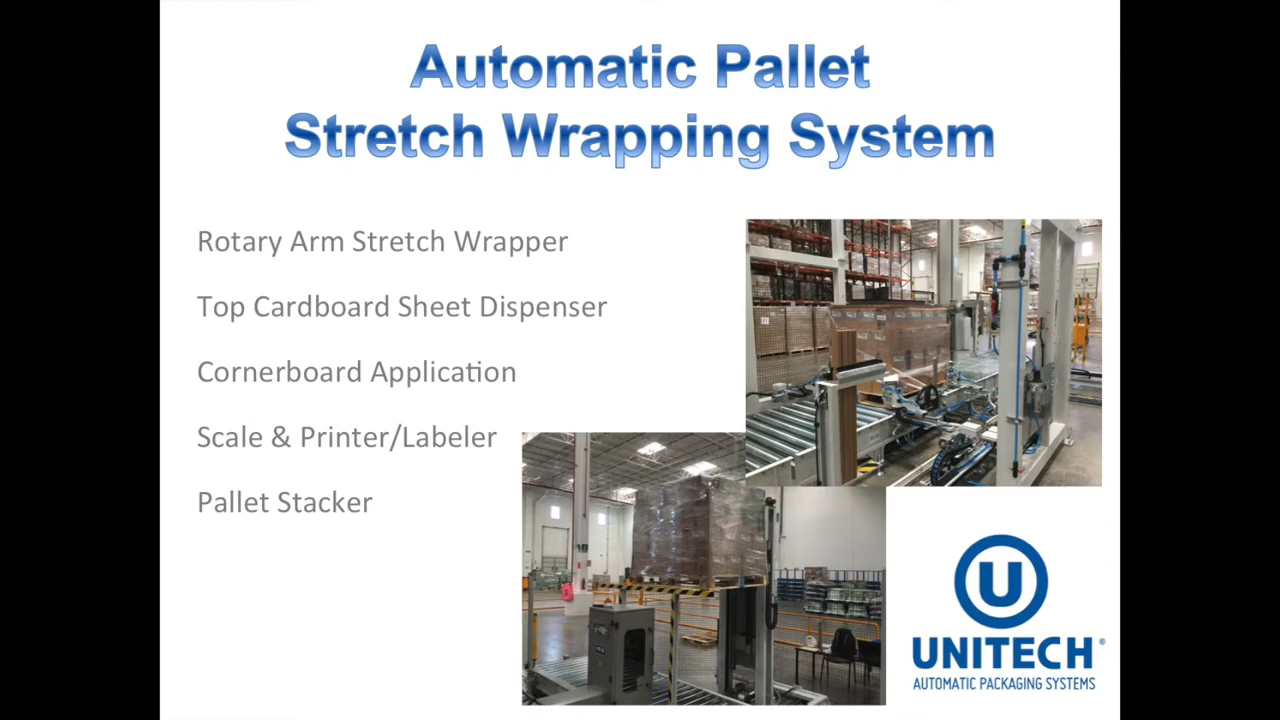 Automatic Pallet
Stretch Wrapping System
Rotary Arm Stretch Wrapper
Top Cardboard Sheet Dispenser
Cornerboard Application
Scale & Printer/Labeler
Pallet Stacker
U
UNITECH®
AUTOMATIC PACKAGING SYSTEMS